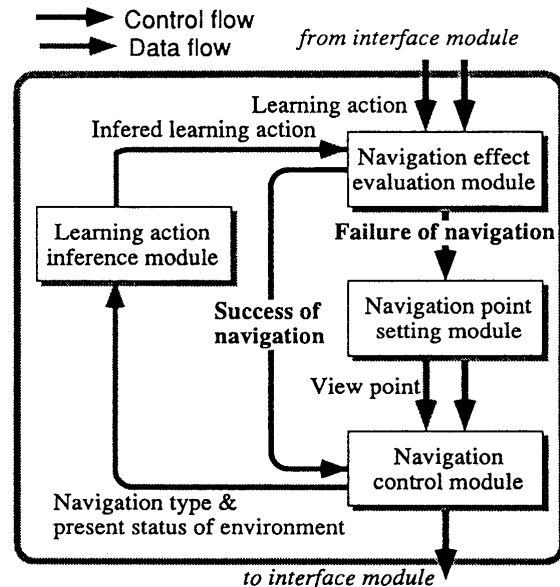 Control flow
Data flow
from interface module
Learning action
Infered learning action
Navigation effect
evaluation module
Learning action
inference module
Failure of navigation
Success of
navigation
Navigation point
setting module
View point
Navigation
control module
Navigation type &
present status of environment
to interface module